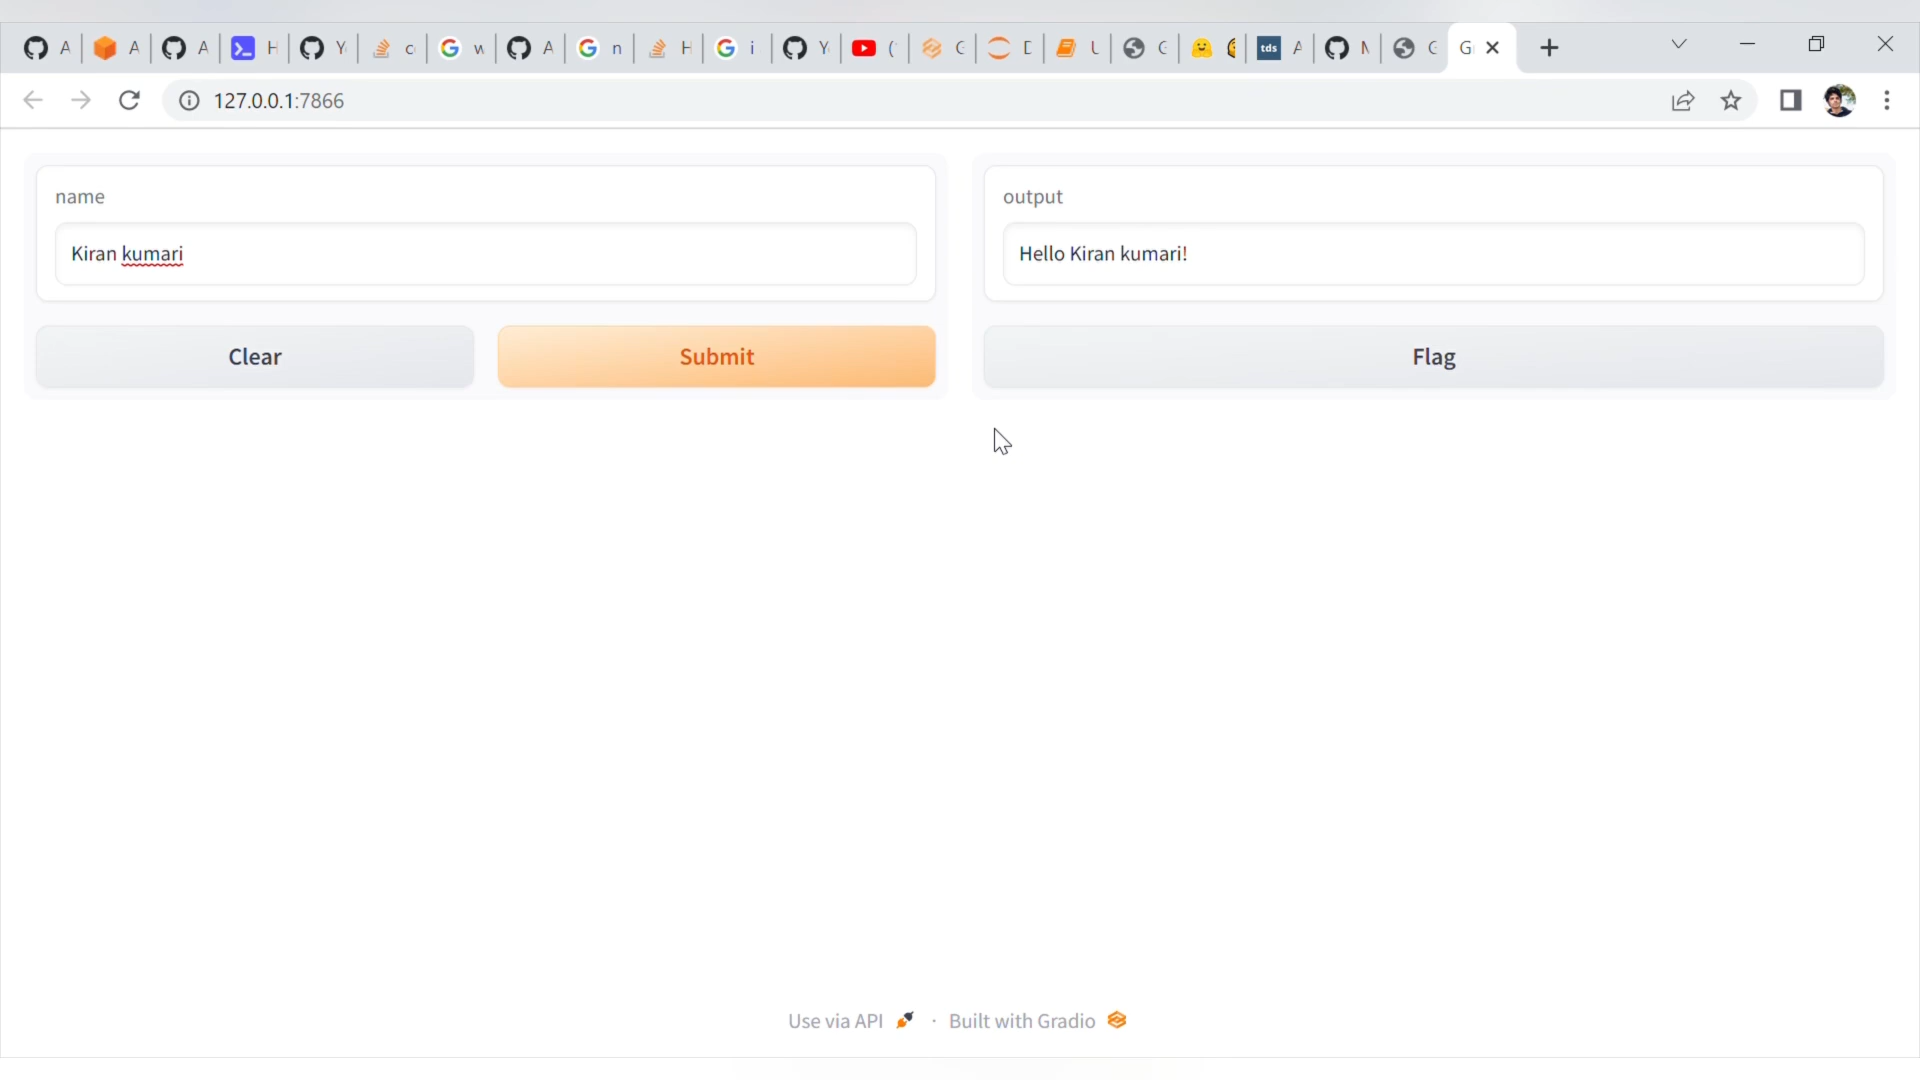 A A A H Y c w A n H i Y ( G D U G tds A N G G
127.0.0.1:7866
name
Kiran kumari
Clear
Submit
output
Hello Kiran kumari!
Flag
Use via API · Built with Gradio